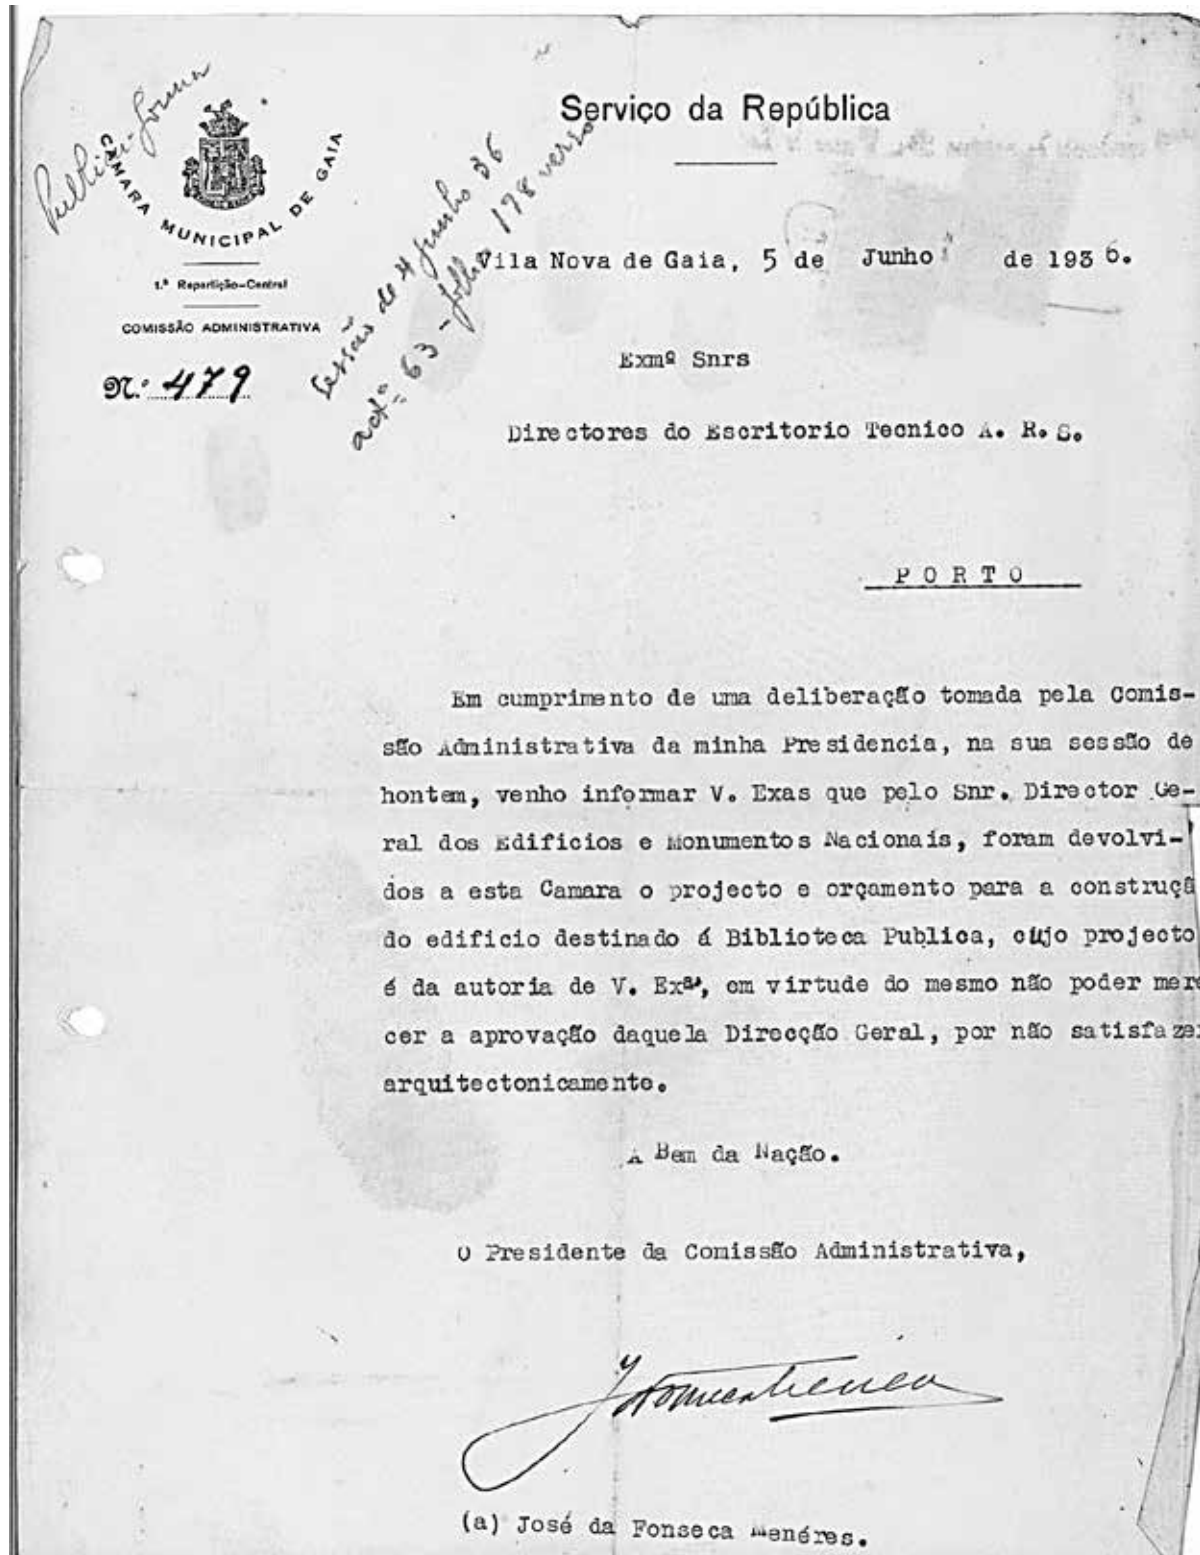 Publica-forma
CÂMARA MUNICIPAL DE GAIA
1.ª Repartição-Central
COMISSÃO ADMINISTRATIVA
N.º 479
Sessão de 4 Junho 36
actª 63 - folha 178 verso
Serviço da República
Vila Nova de Gaia, 5 de Junho de 1936.
Exmº Snrs
Directores do Escritorio Tecnico A. R. S.
PORTO
Em cumprimento de uma deliberação tomada pela Comis-
são Administrativa da minha Presidencia, na sua sessão de
hontem, venho informar V. Exas que pelo Snr. Director Ge-
ral dos Edificios e Monumentos Nacionais, foram devolvi-
dos a esta Camara o projecto e orçamento para a construçã
do edificio destinado á Biblioteca Publica, cujo projecto
é da autoria de V. Exªˢ, em virtude do mesmo não poder mere
cer a aprovação daquela Direcção Geral, por não satisfazer
arquitectonicamente.
A Bem da Nação.
O Presidente da Comissão Administrativa,
(a) José da Fonseca Menéres.